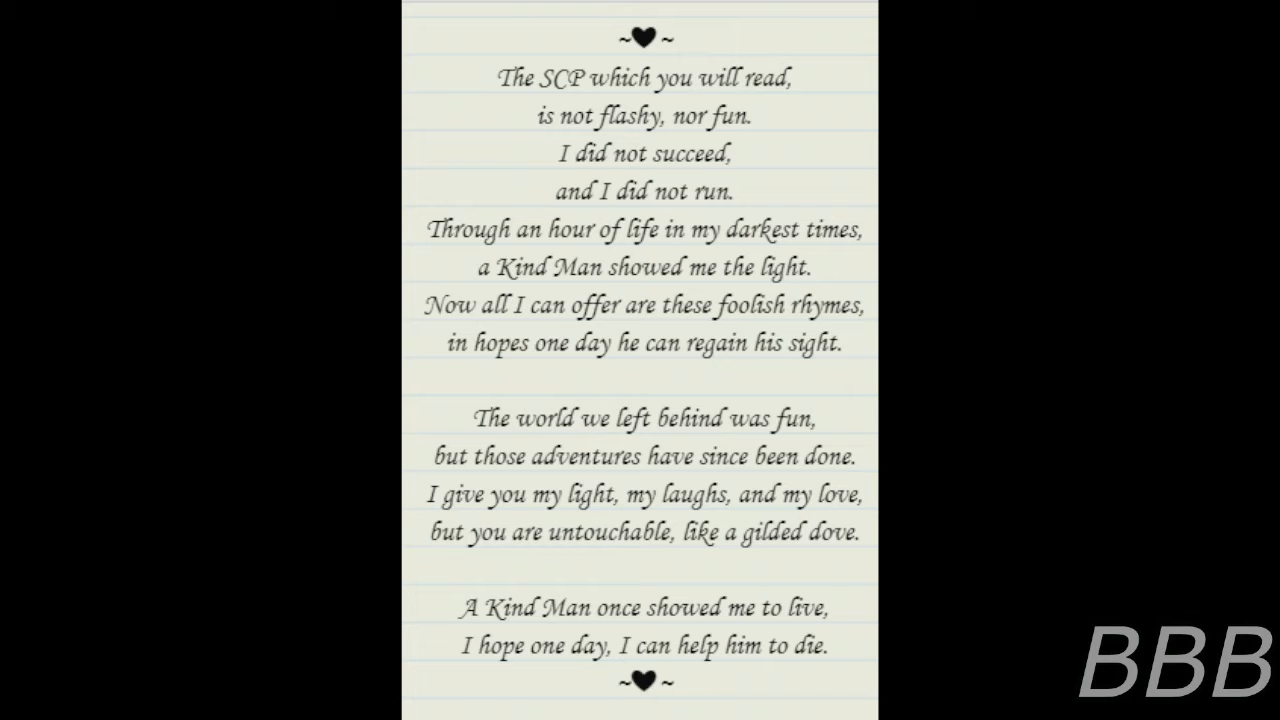 ~♥~
The SCP which you will read,
is not flashy, nor fun.
I did not succeed,
and I did not run.
Through an hour of life in my darkest times,
a Kind Man showed me the light.
Now all I can offer are these foolish rhymes,
in hopes one day he can regain his sight.
The world we left behind was fun,
but those adventures have since been done.
I give you my light, my laughs, and my love,
but you are untouchable, like a gilded dove.
A Kind Man once showed me to live,
I hope one day, I can help him to die.
~♥~
BBB